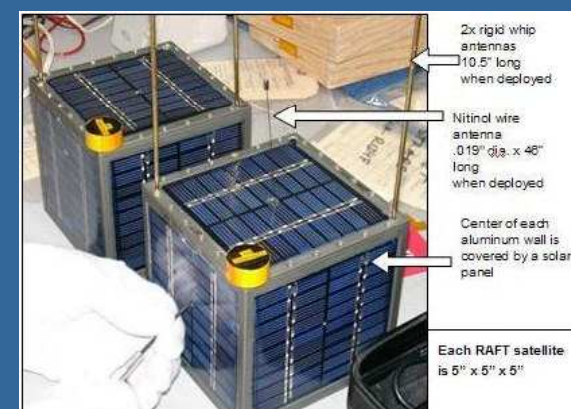 2x rigid whip
antennas
10.5" long
when deployed
Nitinol wire
antenna
.019" dia. x 46"
long
when deployed
Center of each
aluminum wall is
covered by a solar
panel
Each RAFT satellite
is 5" x 5" x 5"